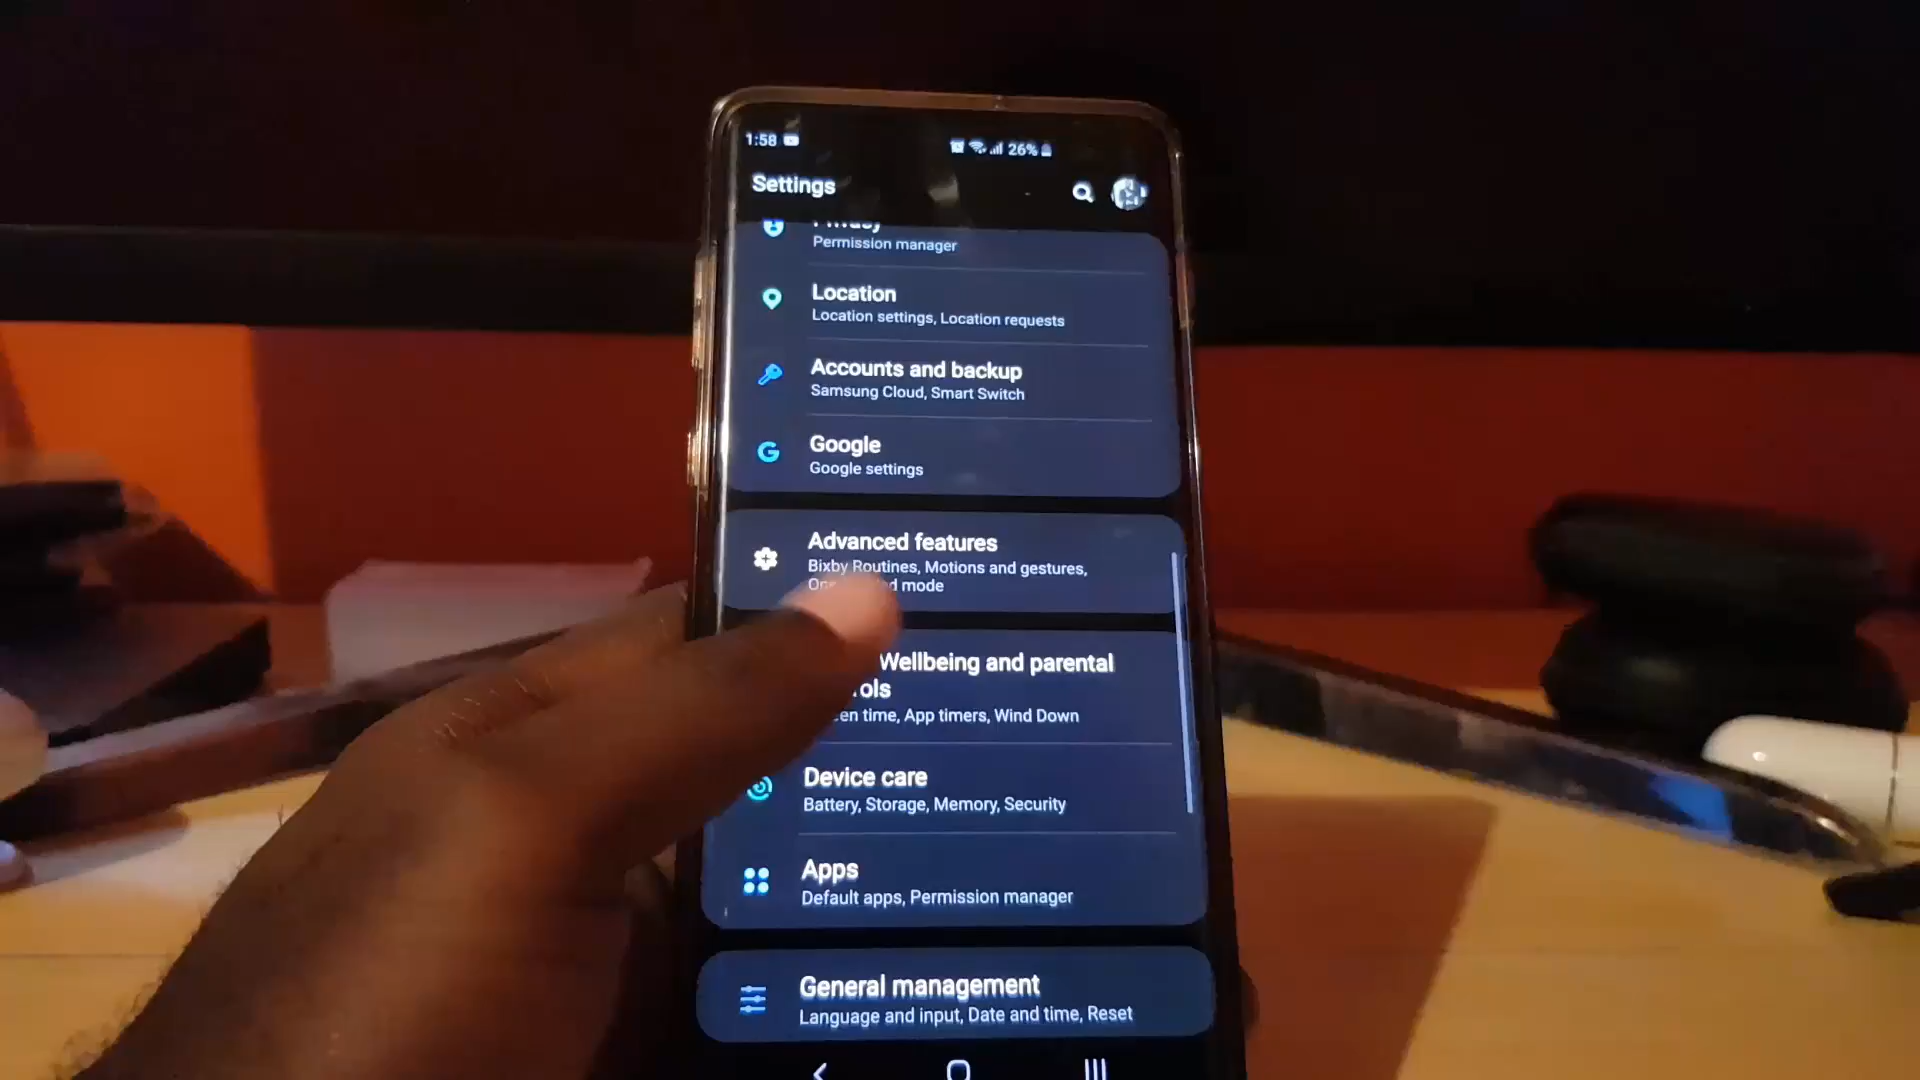 1:58
26%
Settings
Permission manager
Location
Location settings, Location requests
Accounts and backup
Samsung Cloud, Smart Switch
G
Google
Google settings
Advanced features
Bixby Routines, Motions and gestures,
mode
Wellbeing and parental
time, App timers, Wind Down
Device care
Battery, Storage, Memory, Security
Apps
Default apps, Permission manager
General management
Language and input, Date and time, Reset